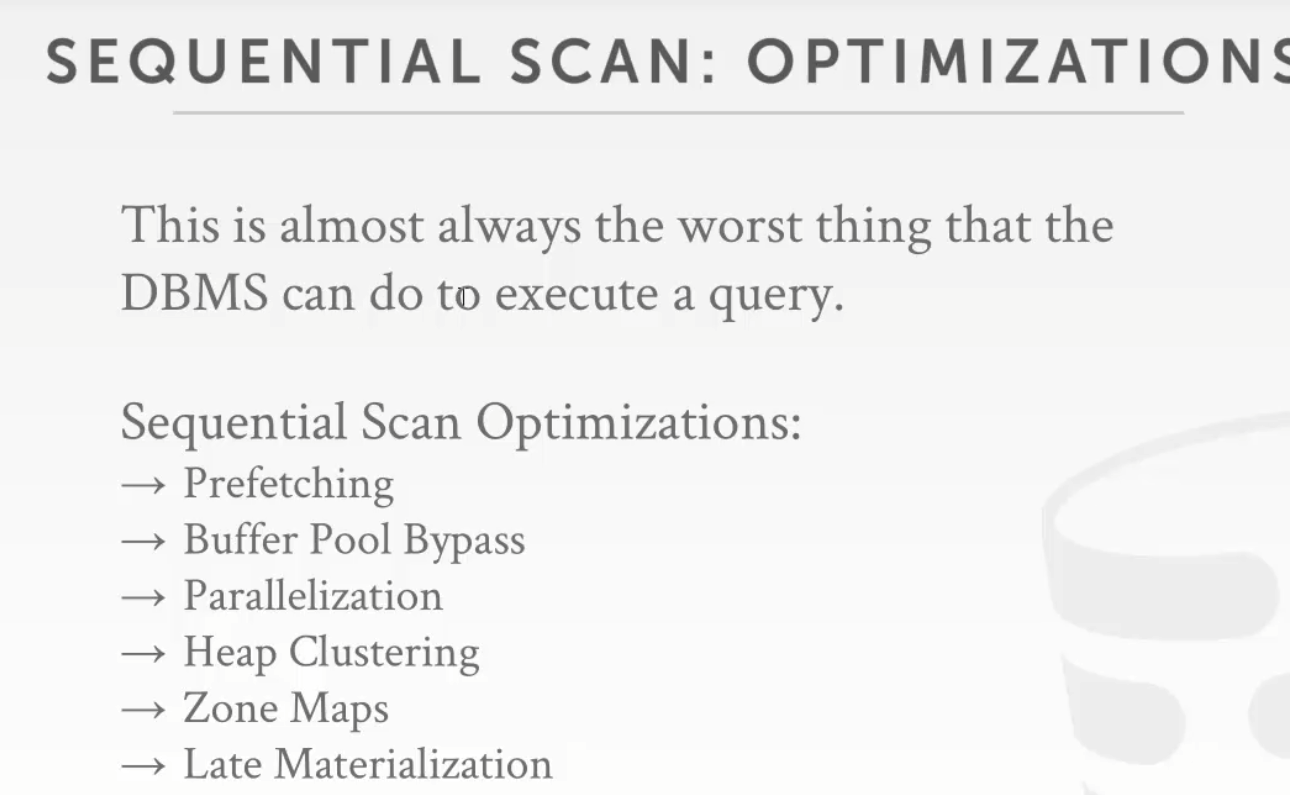 SEQUENTIAL SCAN: OPTIMIZATIONS
This is almost always the worst thing that the
DBMS can do to execute a query.
Sequential Scan Optimizations:
→ Prefetching
→ Buffer Pool Bypass
→ Parallelization
→ Heap Clustering
→ Zone Maps
→ Late Materialization